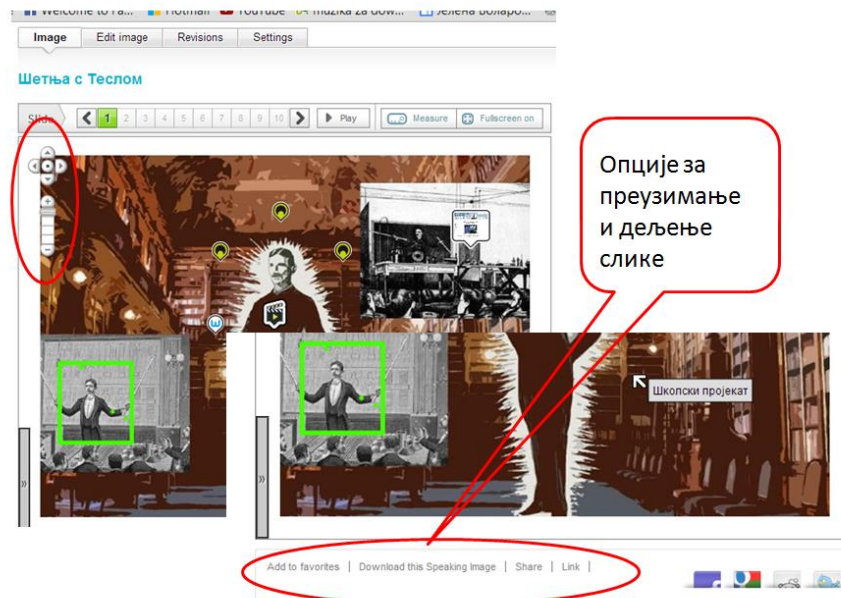 Image Edit image Revisions Settings
Шетња с Теслом
Slide 1 2 3 4 5 6 7 8 9 10 Play Measure Fullscreen on
Опције за
преузимање
и дељење
слике
Школски пројекат
Add to favorites | Download this Speaking Image | Share | Link |